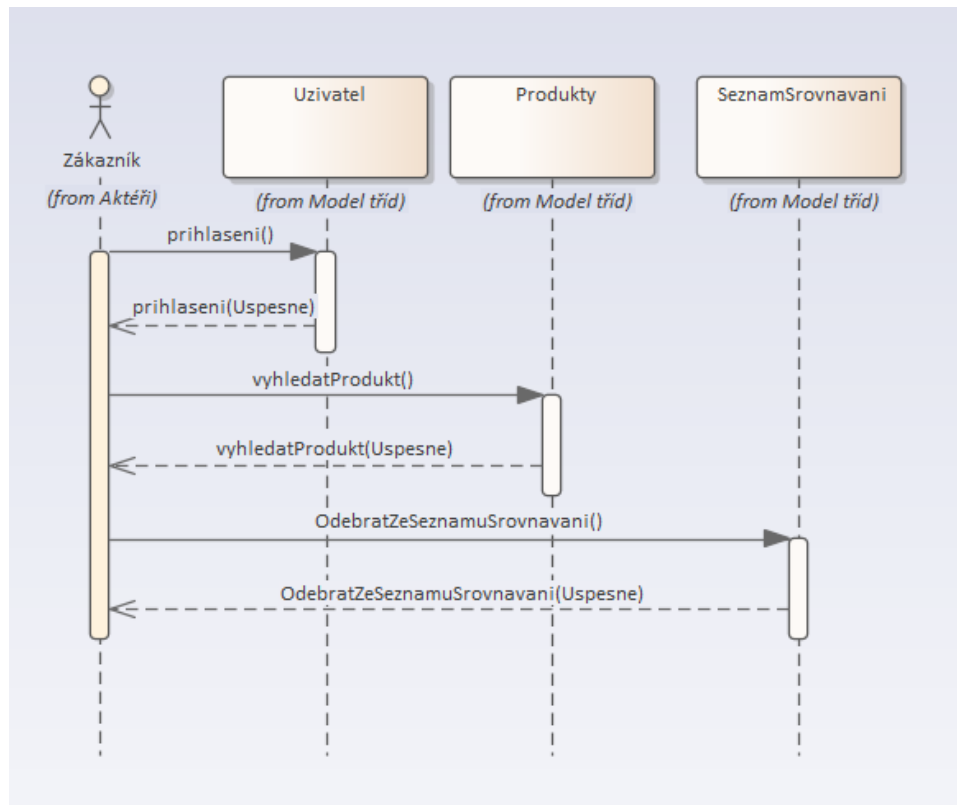 Uzivatel
Produkty
SeznamSrovnavani
Zákazník
(from Aktéři)
(from Model tříd)
(from Model tříd)
(from Model tříd)
prihlaseni()
prihlaseni(Uspesne)
vyhledatProdukt()
vyhledatProdukt(Uspesne)
OdebratZeSeznamuSrovnavani()
OdebratZeSeznamuSrovnavani(Uspesne)